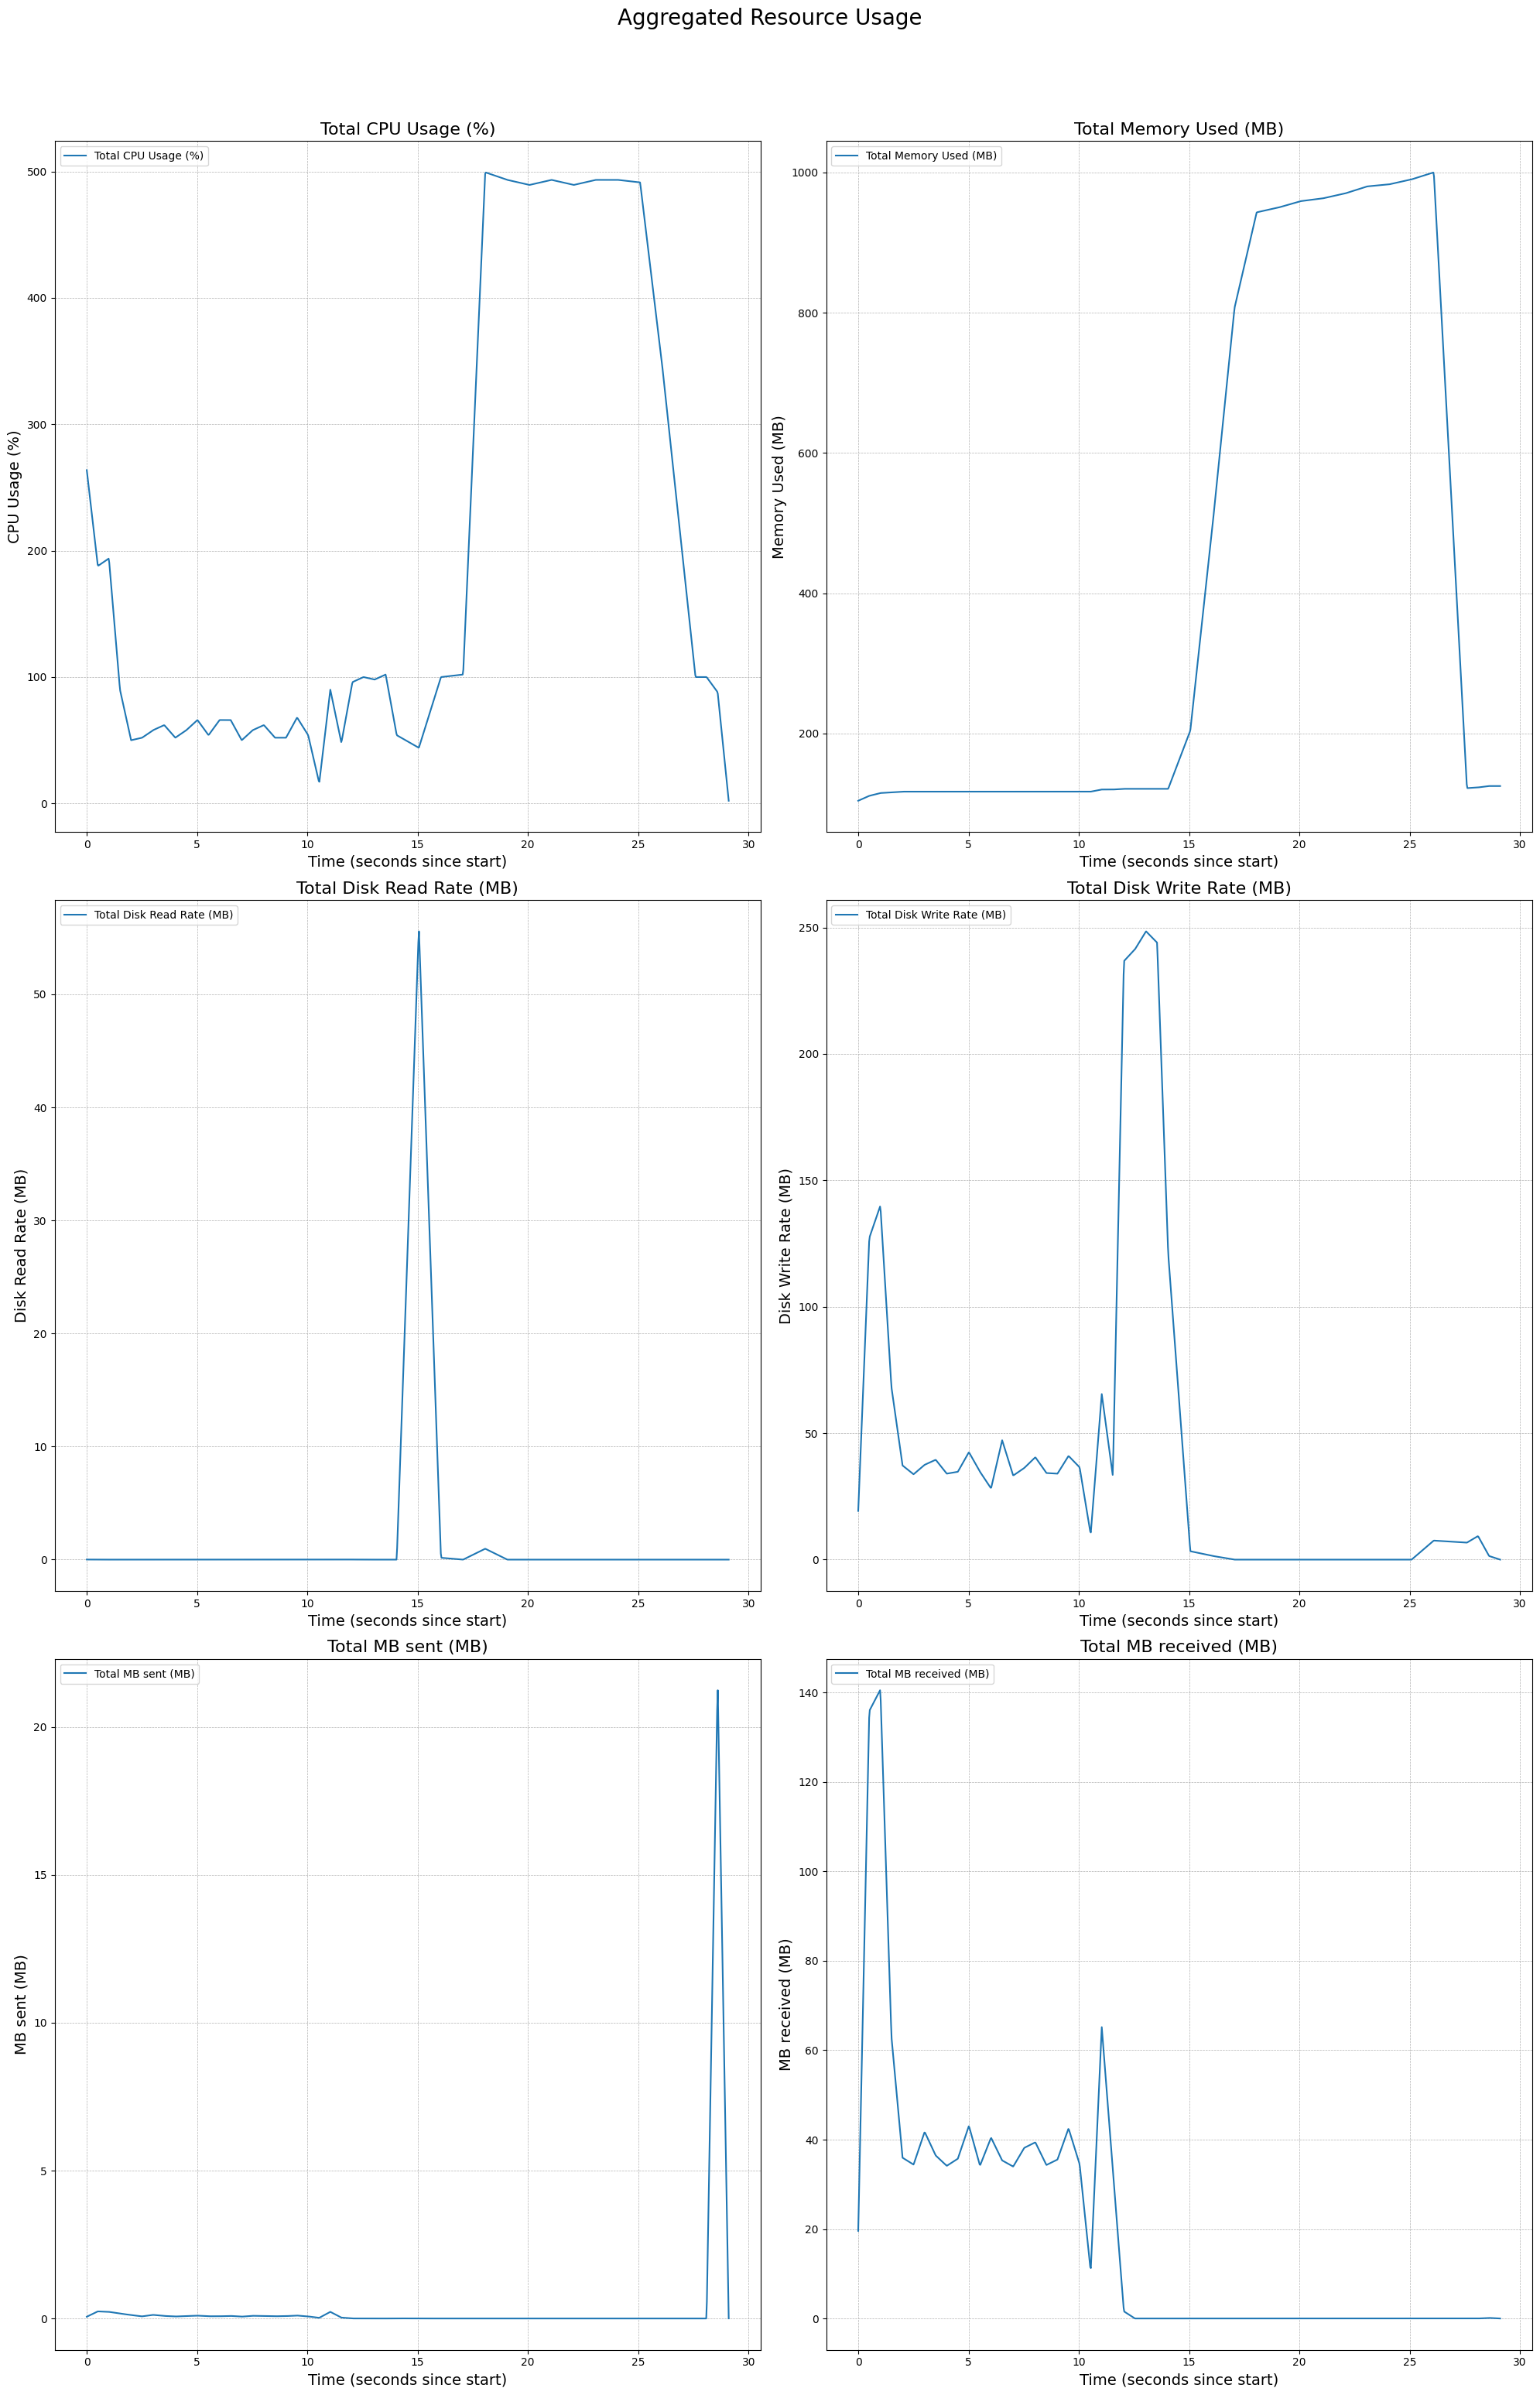 Aggregated Resource Usage
Total CPU Usage (%)
Total CPU Usage (%)
CPU Usage (%)
500
400
300
200
100
0
0 5 10 15 20 25 30
Time (seconds since start)
Total Memory Used (MB)
Total Memory Used (MB)
Memory Used (MB)
1000
800
600
400
200
0 5 10 15 20 25 30
Time (seconds since start)
Total Disk Read Rate (MB)
Total Disk Read Rate (MB)
Disk Read Rate (MB)
50
40
30
20
10
0
0 5 10 15 20 25 30
Time (seconds since start)
Total Disk Write Rate (MB)
Total Disk Write Rate (MB)
Disk Write Rate (MB)
250
200
150
100
50
0
0 5 10 15 20 25 30
Time (seconds since start)
Total MB sent (MB)
Total MB sent (MB)
MB sent (MB)
20
15
10
5
0
0 5 10 15 20 25 30
Time (seconds since start)
Total MB received (MB)
Total MB received (MB)
MB received (MB)
140
120
100
80
60
40
20
0
0 5 10 15 20 25 30
Time (seconds since start)